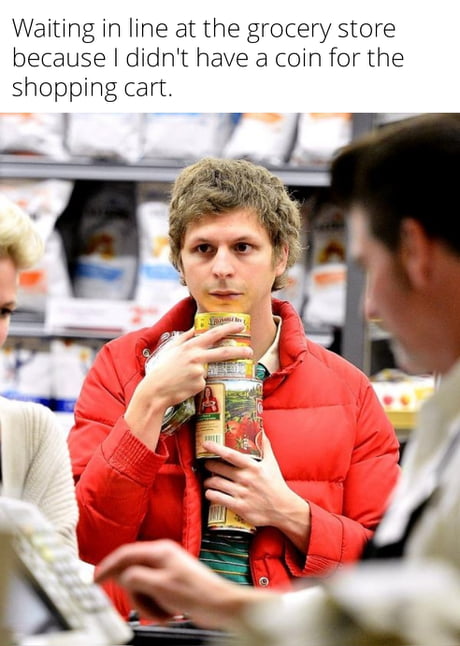 Waiting in line at the grocery store
because I didn't have a coin for the
shopping cart.